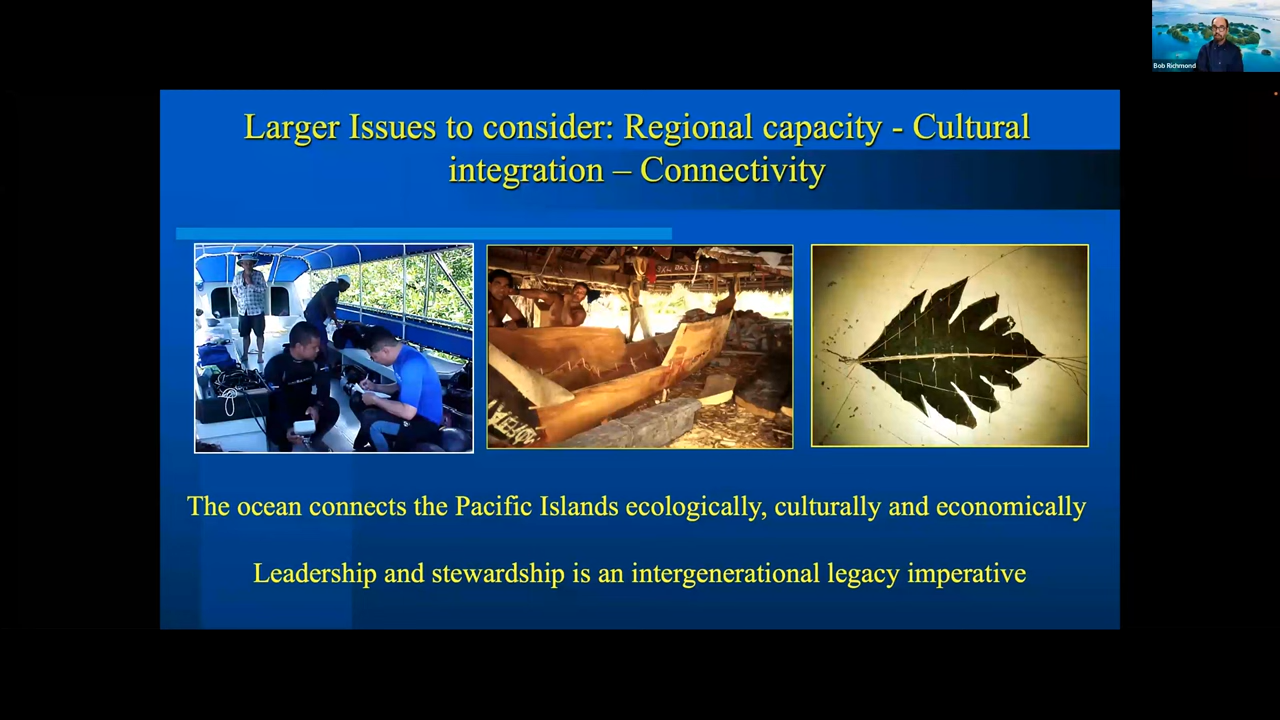 Bob Richmond
Larger Issues to consider: Regional capacity - Cultural
integration – Connectivity
The ocean connects the Pacific Islands ecologically, culturally and economically
Leadership and stewardship is an intergenerational legacy imperative